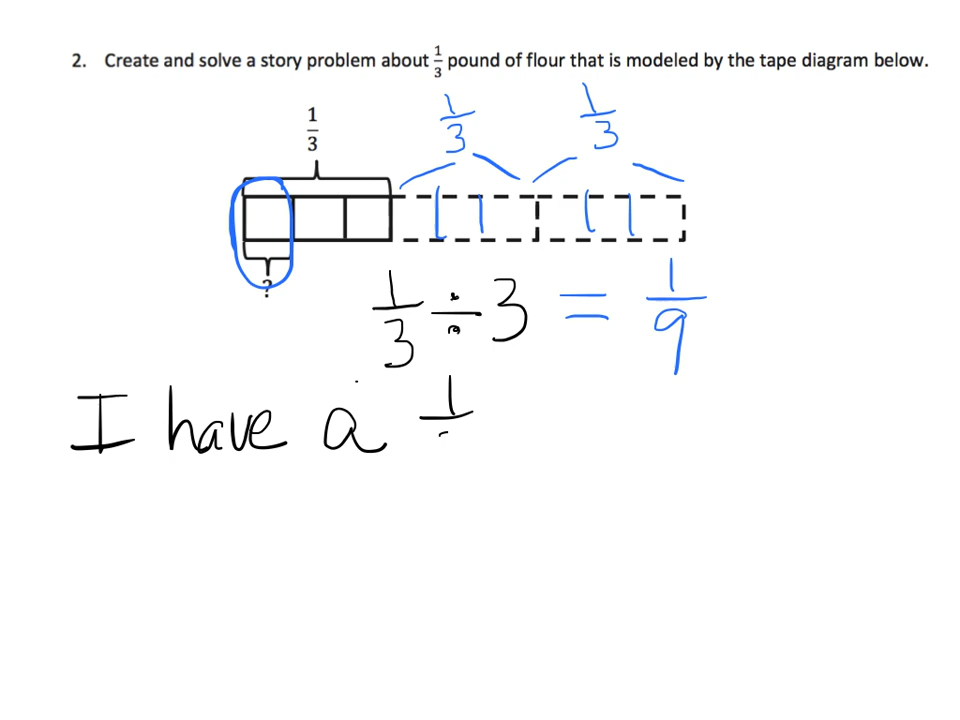 2. Create and solve a story problem about 1/3 pound of flour that is modeled by the tape diagram below.
1/3 1/3 1/3
?
1/3 ÷ 3 = 1/9
I have a 1